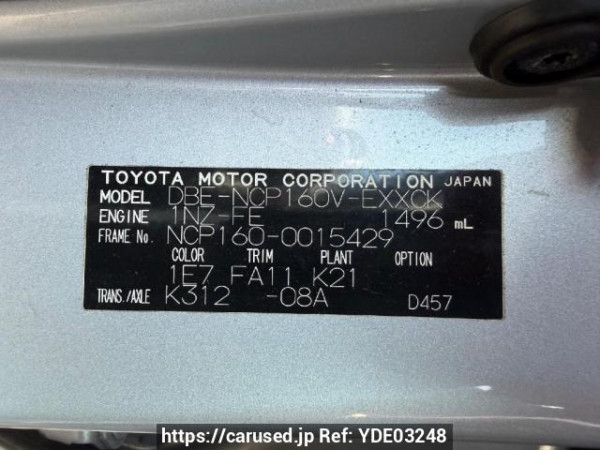 TOYOTA MOTOR CORPORATION JAPAN
MODEL DBE-NCP160V-EXXCK
ENGINE 1NZ-FE 1496 mL
FRAME No. NCP160-0015429
COLOR TRIM PLANT OPTION
1E7 FA11 K21
TRANS./AXLE K312 -08A D457
https://carused.jp Ref: YDE03248